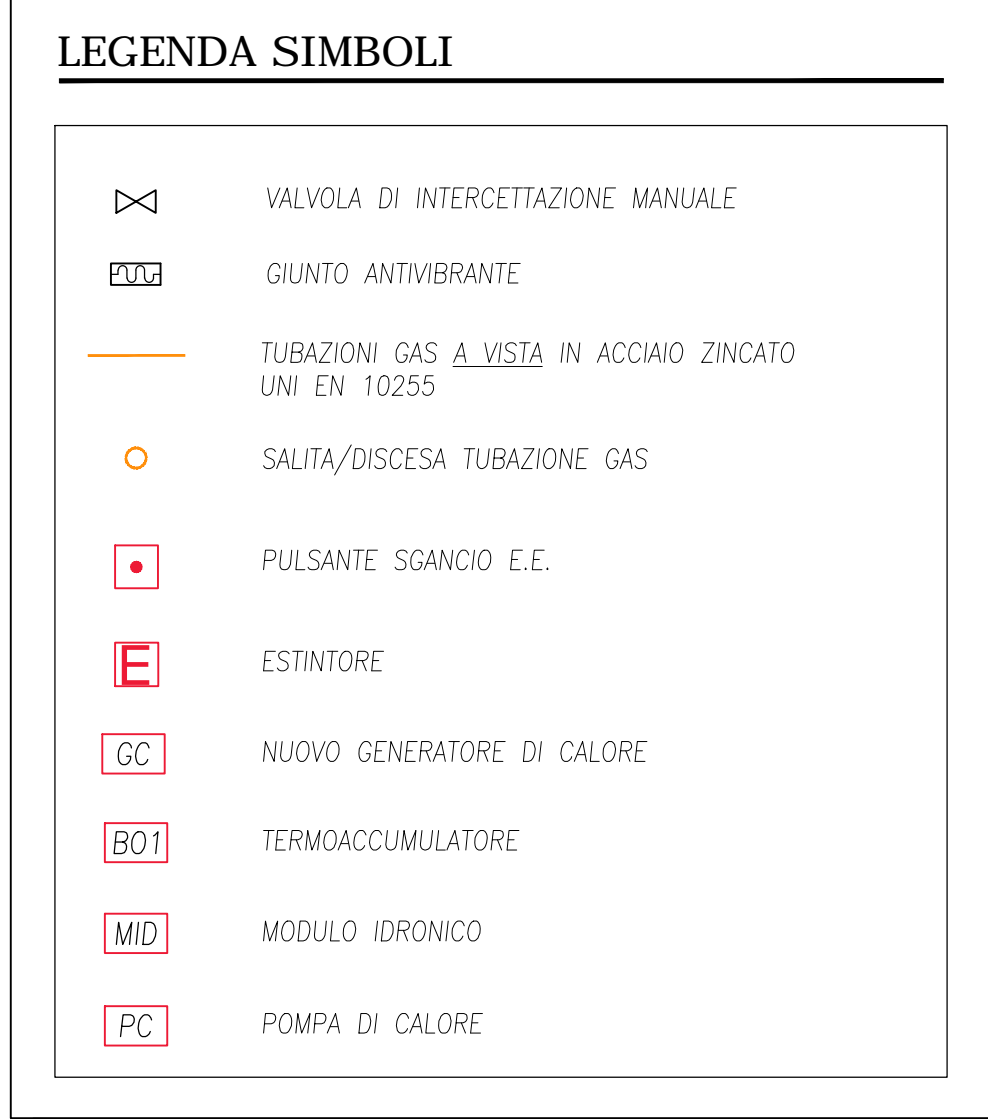 LEGENDA SIMBOLI
VALVOLA DI INTERCETTAZIONE MANUALE
GIUNTO ANTIVIBRANTE
TUBAZIONI GAS A VISTA IN ACCIAIO ZINCATO
UNI EN 10255
SALITA/DISCESA TUBAZIONE GAS
PULSANTE SGANCIO E.E.
E ESTINTORE
GC NUOVO GENERATORE DI CALORE
BO1 TERMOACCUMULATORE
MID MODULO IDRONICO
PC POMPA DI CALORE